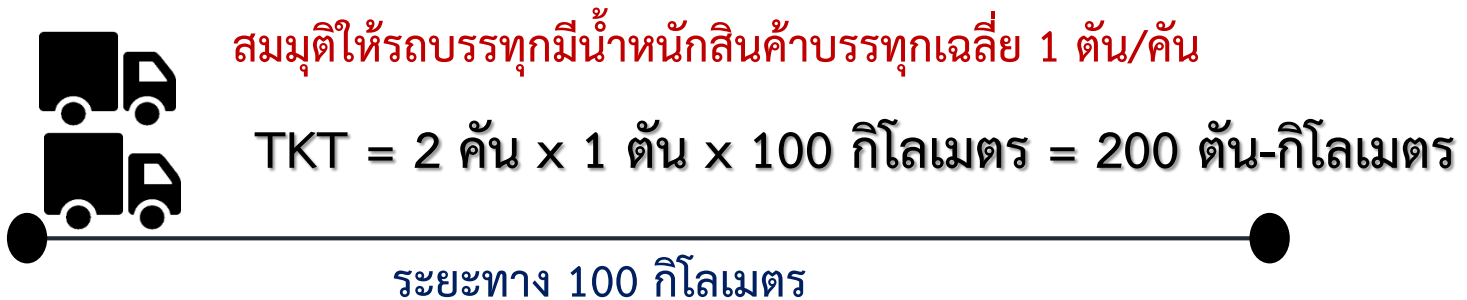 สมมุติให้รถบรรทุกมีน้ำหนักสินค้าบรรทุกเฉลี่ย 1 ตัน/คัน
TKT = 2 คัน x 1 ตัน x 100 กิโลเมตร = 200 ตัน-กิโลเมตร
ระยะทาง 100 กิโลเมตร